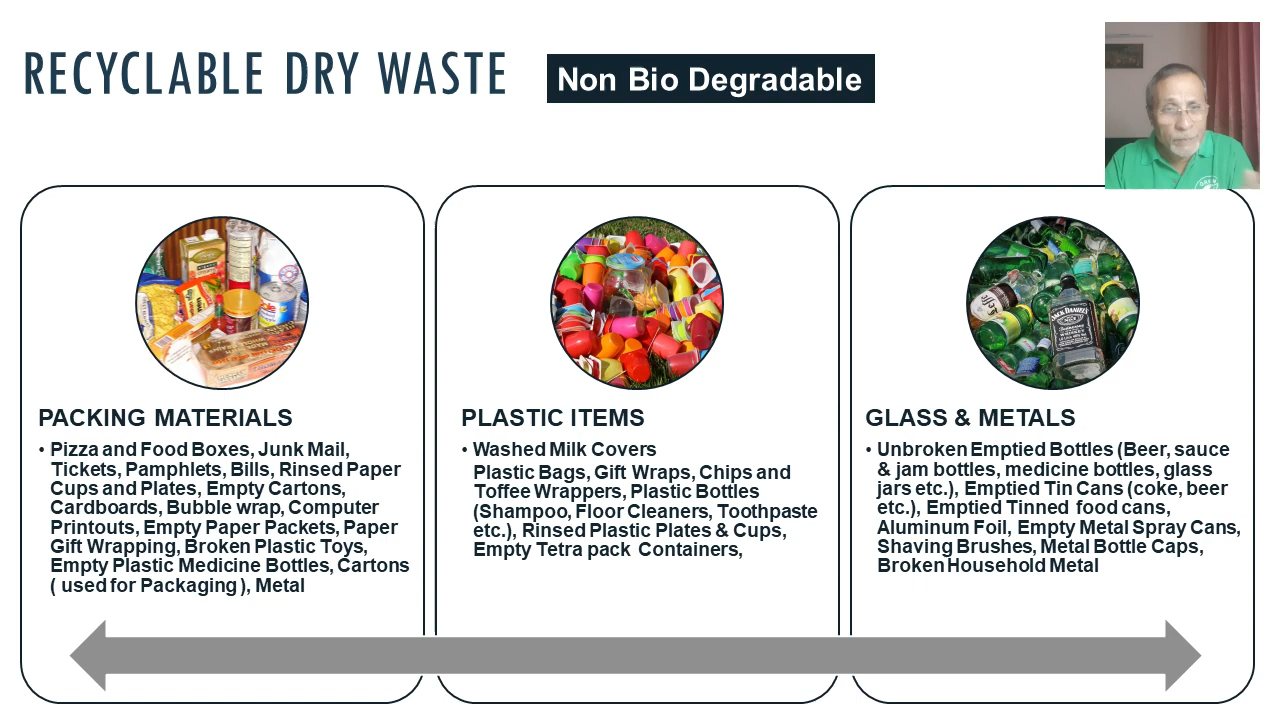 RECYCLABLE DRY WASTE
Non Bio Degradable
PACKING MATERIALS
• Pizza and Food Boxes, Junk Mail,
Tickets, Pamphlets, Bills, Rinsed Paper
Cups and Plates, Empty Cartons,
Cardboards, Bubble wrap, Computer
Printouts, Empty Paper Packets, Paper
Gift Wrapping, Broken Plastic Toys,
Empty Plastic Medicine Bottles, Cartons
( used for Packaging ), Metal
PLASTIC ITEMS
• Washed Milk Covers
Plastic Bags, Gift Wraps, Chips and
Toffee Wrappers, Plastic Bottles
(Shampoo, Floor Cleaners, Toothpaste
etc.), Rinsed Plastic Plates & Cups,
Empty Tetra pack Containers,
JACK DANIEL'S
GLASS & METALS
• Unbroken Emptied Bottles (Beer, sauce
& jam bottles, medicine bottles, glass
jars etc.), Emptied Tin Cans (coke, beer
etc.), Emptied Tinned food cans,
Aluminum Foil, Empty Metal Spray Cans,
Shaving Brushes, Metal Bottle Caps,
Broken Household Metal